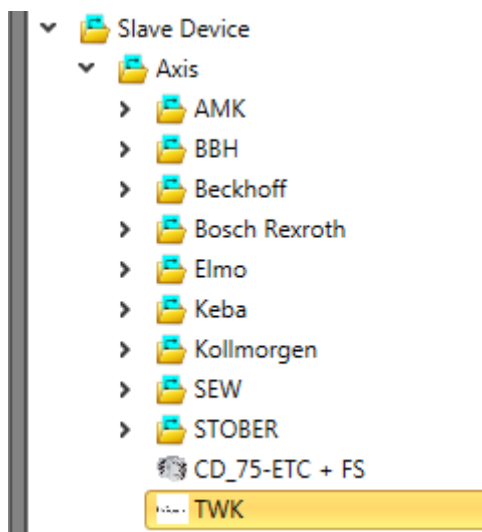 Slave Device
Axis
AMK
BBH
Beckhoff
Bosch Rexroth
Elmo
Keba
Kollmorgen
SEW
STOBER
CD_75-ETC + FS
TWK